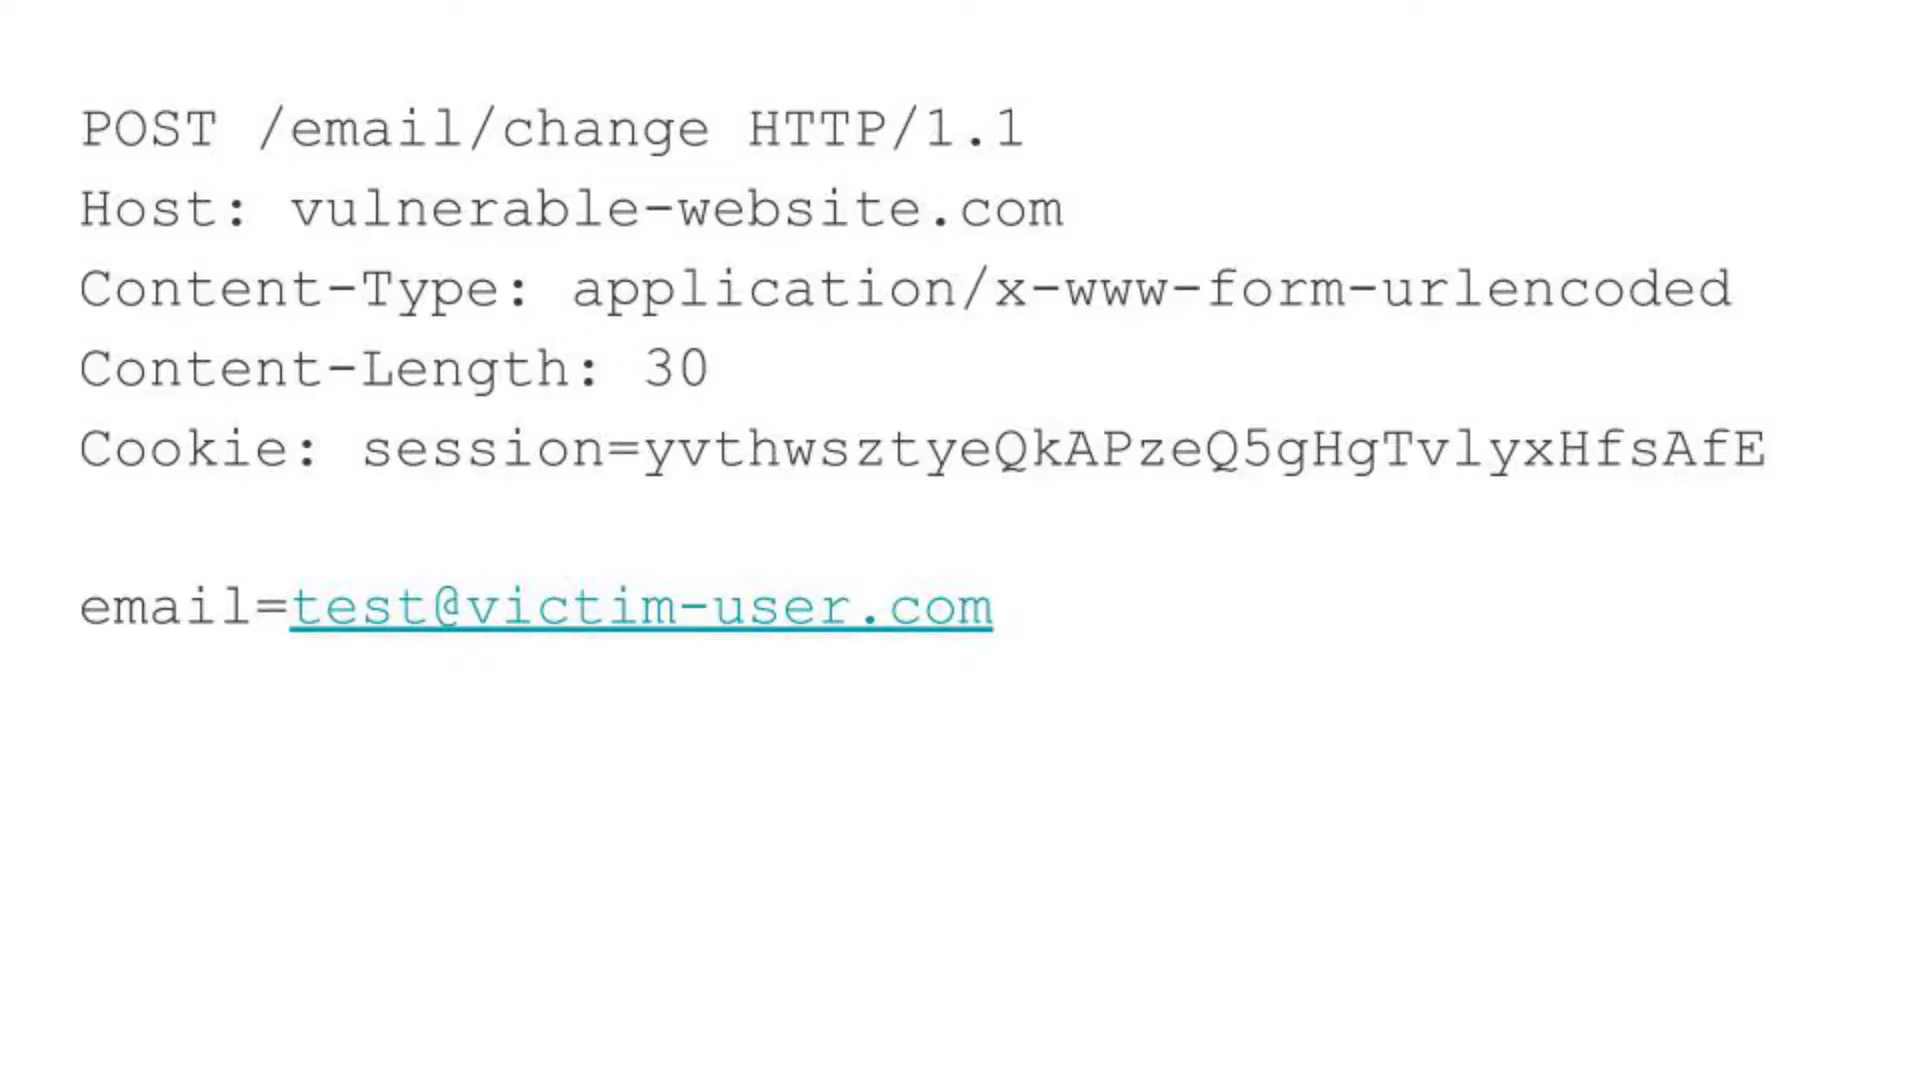 POST /email/change HTTP/1.1
Host: vulnerable-website.com
Content-Type: application/x-www-form-urlencoded
Content-Length: 30
Cookie: session=yvthwsztyeQkAPzeQ5gHgTvlyxHfsAfE
email=test@victim-user.com